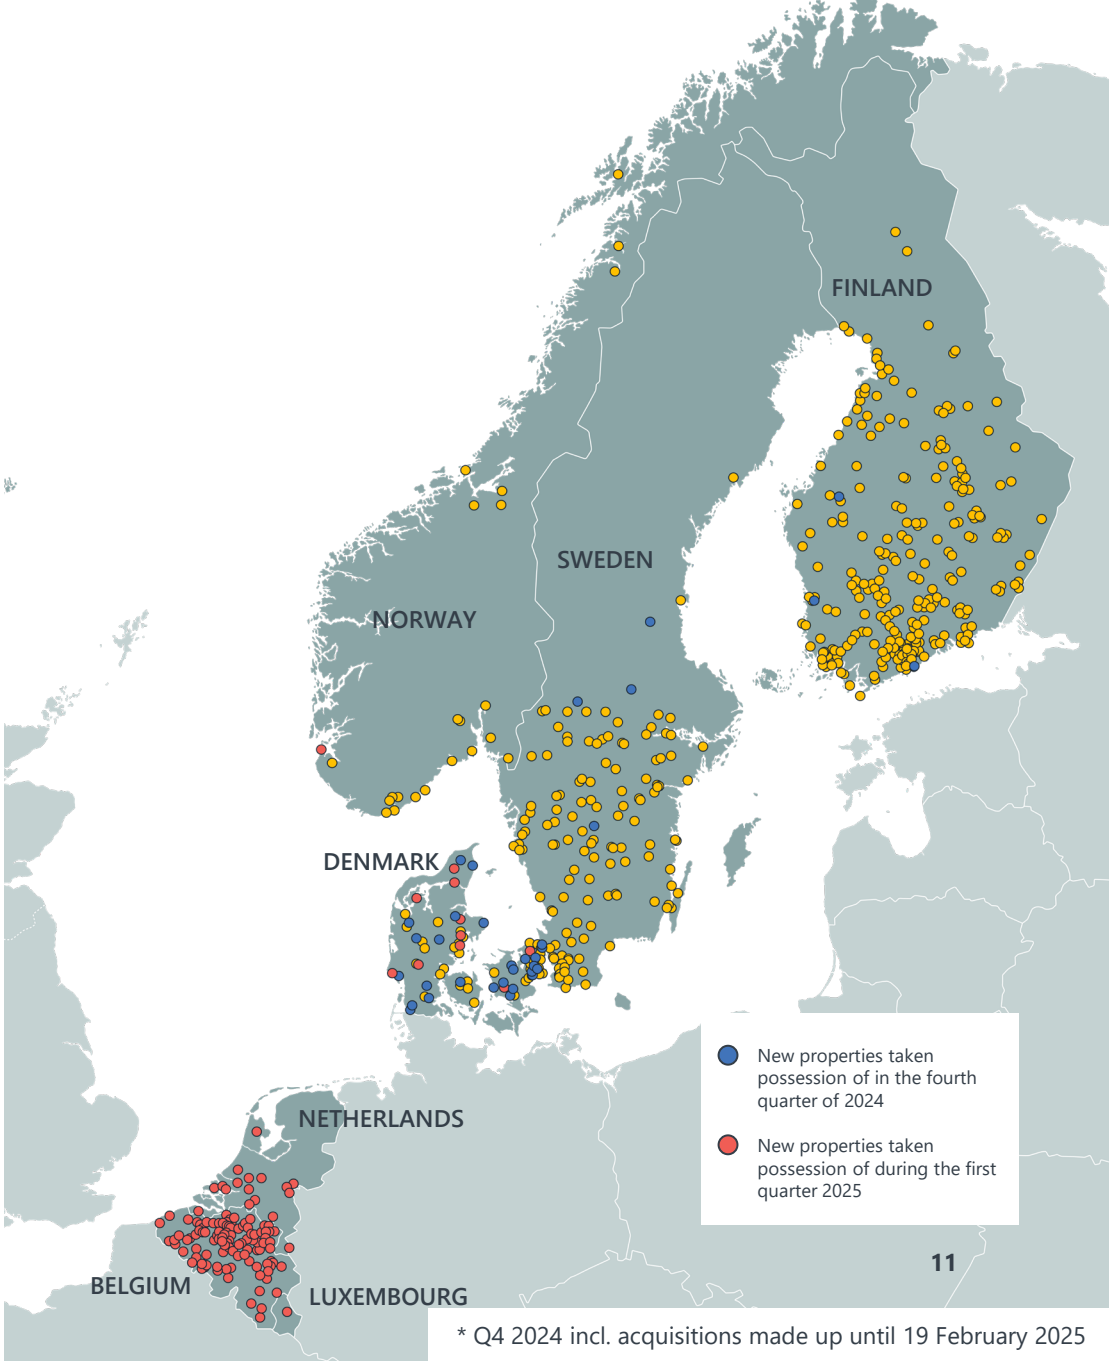 FINLAND
SWEDEN
NORWAY
DENMARK
New properties taken
possession of in the fourth
quarter of 2024
NETHERLANDS
New properties taken
possession of during the first
quarter 2025
11
BELGIUM
LUXEMBOURG
* Q4 2024 incl. acquisitions made up until 19 February 2025